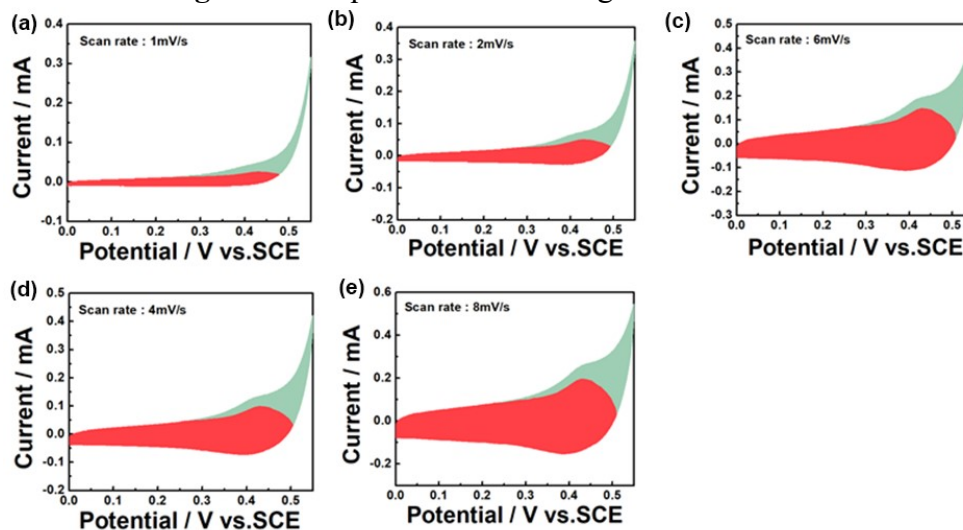 (a)
Scan rate : 1mV/s
Current / mA
0.4
0.3
0.2
0.1
0.0
-0.1
0.0 0.1 0.2 0.3 0.4 0.5
Potential / V vs.SCE
(b)
Scan rate : 2mV/s
Current / mA
0.4
0.3
0.2
0.1
0.0
-0.1
-0.2
0.0 0.1 0.2 0.3 0.4 0.5
Potential / V vs.SCE
(c)
Scan rate : 6mV/s
Current / mA
0.5
0.4
0.3
0.2
0.1
0.0
-0.1
-0.2
-0.3
0.0 0.1 0.2 0.3 0.4 0.5
Potential / V vs.SCE
(d)
Scan rate : 4mV/s
Current / mA
0.5
0.4
0.3
0.2
0.1
0.0
-0.1
-0.2
0.0 0.1 0.2 0.3 0.4 0.5
Potential / V vs.SCE
(e)
Scan rate : 8mV/s
Current / mA
0.6
0.4
0.2
0.0
-0.2
0.0 0.1 0.2 0.3 0.4 0.5
Potential / V vs.SCE